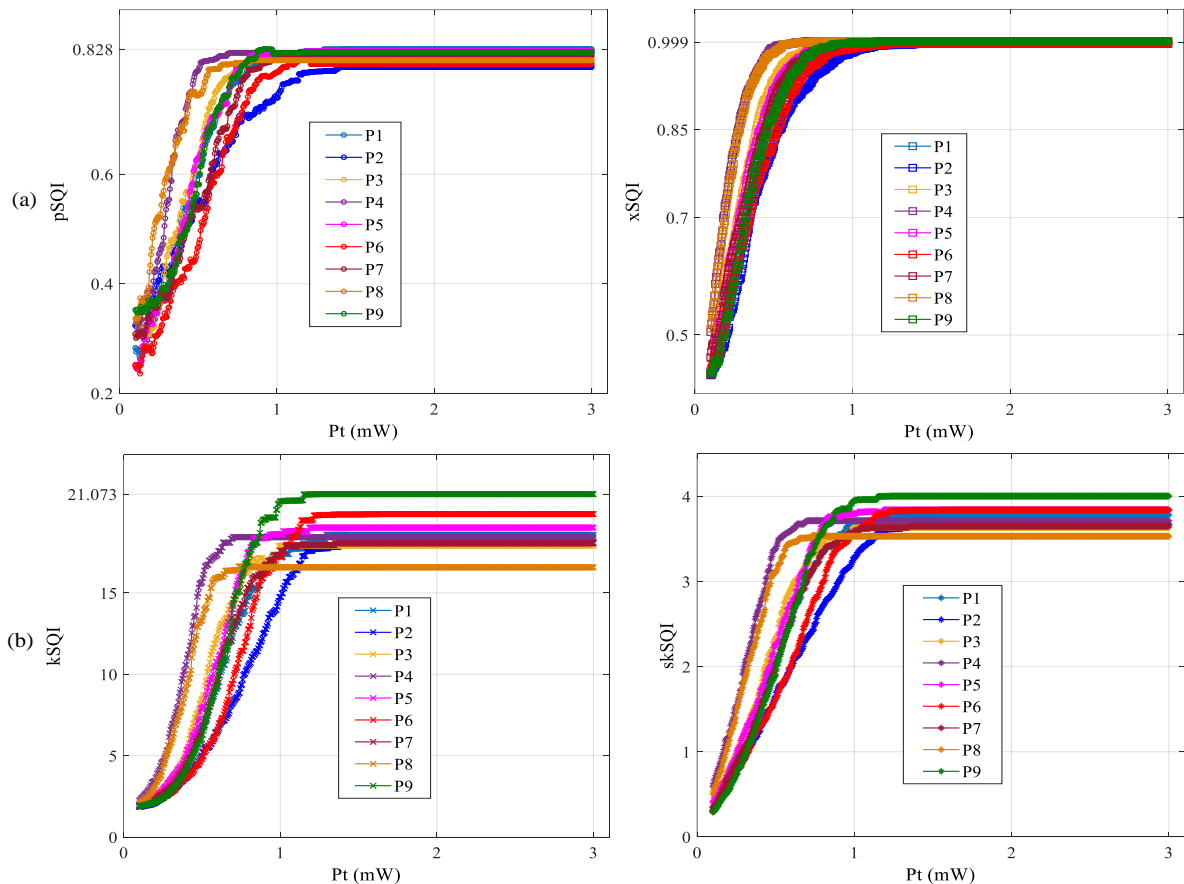 (a)
pSQI
0.828
0.6
0.4
0.2
P1
P2
P3
P4
P5
P6
P7
P8
P9
0 1 2 3
Pt (mW)
xSQI
0.999
0.85
0.7
0.5
P1
P2
P3
P4
P5
P6
P7
P8
P9
0 1 2 3
Pt (mW)
(b)
kSQI
21.073
15
10
5
0
P1
P2
P3
P4
P5
P6
P7
P8
P9
0 1 2 3
Pt (mW)
skSQI
4
3
2
1
0
P1
P2
P3
P4
P5
P6
P7
P8
P9
0 1 2 3
Pt (mW)